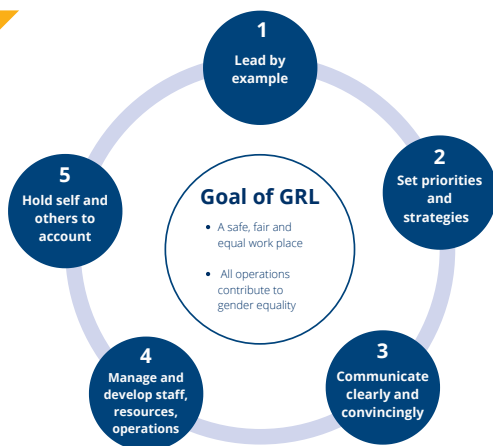 1
Lead by
example
2
Set priorities
and
strategies
3
Communicate
clearly and
convincingly
4
Manage and
develop staff,
resources,
operations
5
Hold self and
others to
account
Goal of GRL
• A safe, fair and
equal work place
• All operations
contribute to
gender equality